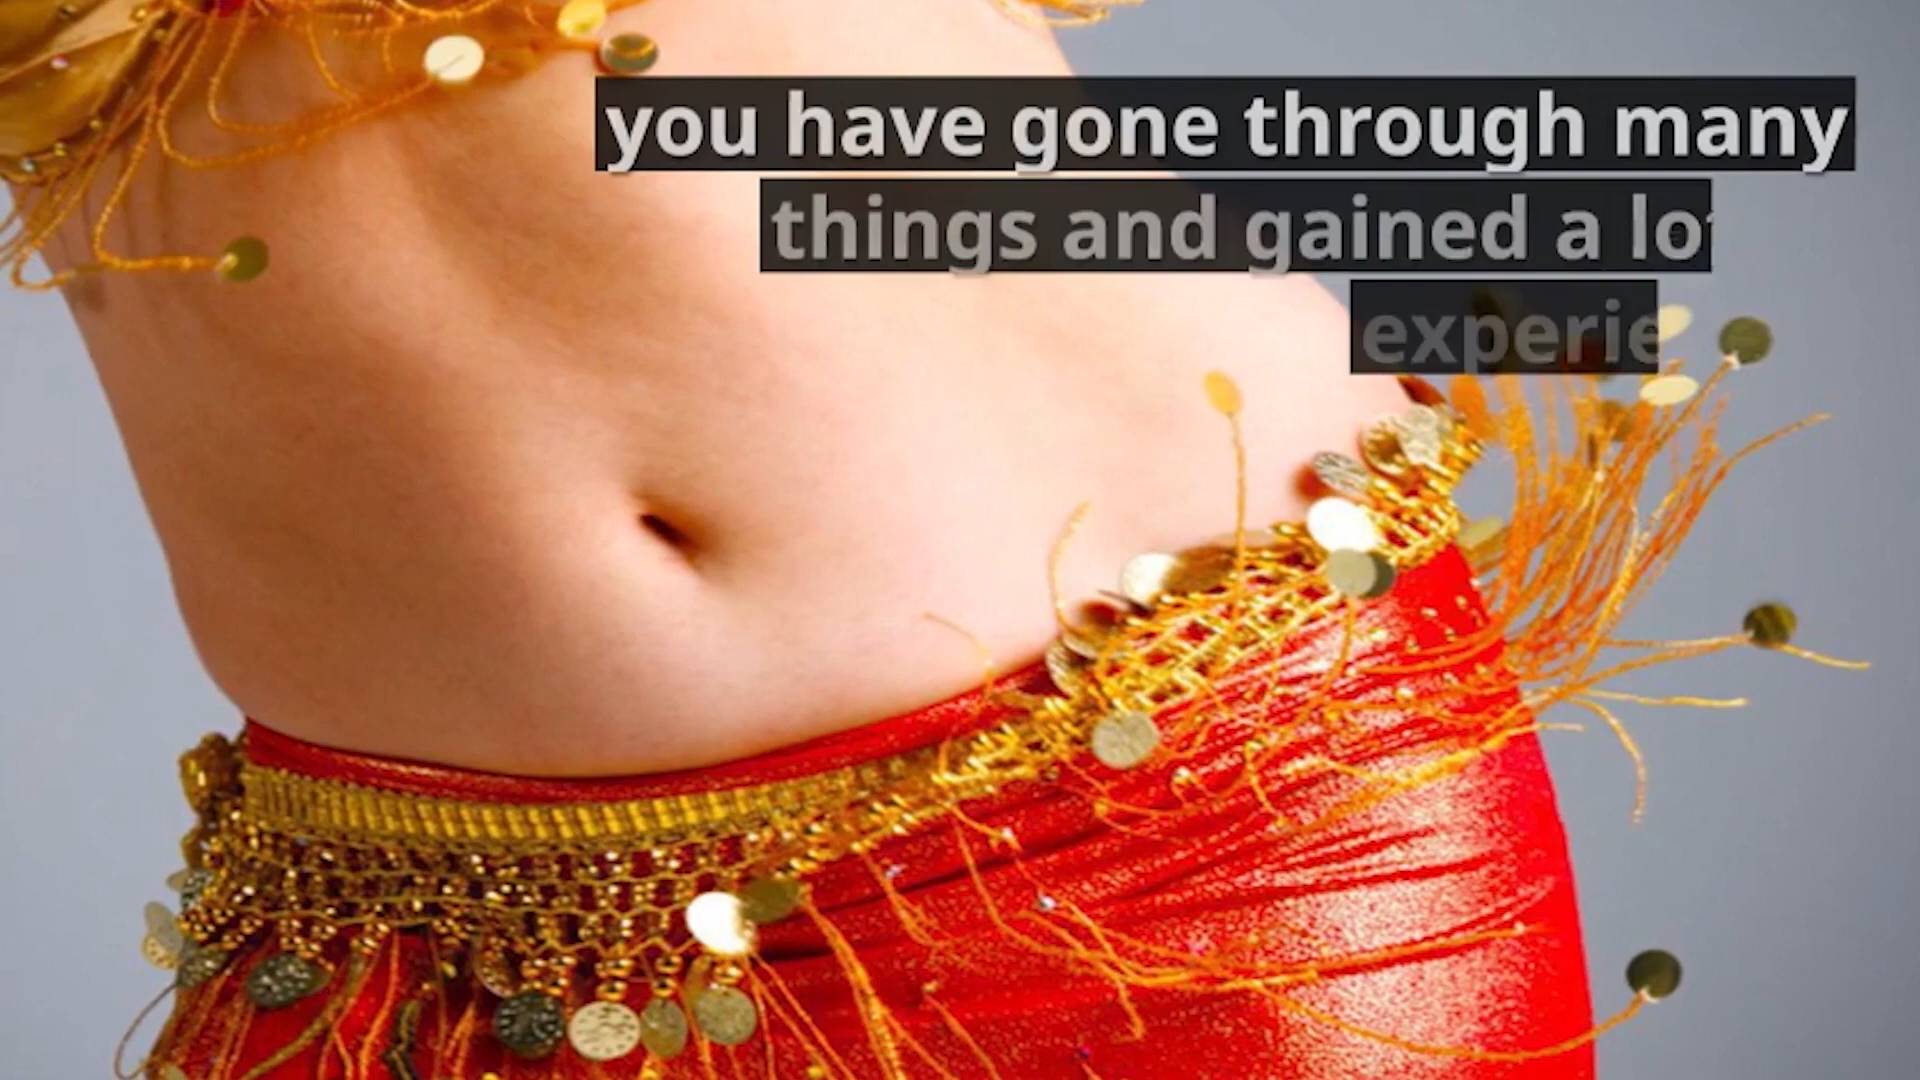 you have gone through many
things and gained a lo
experie